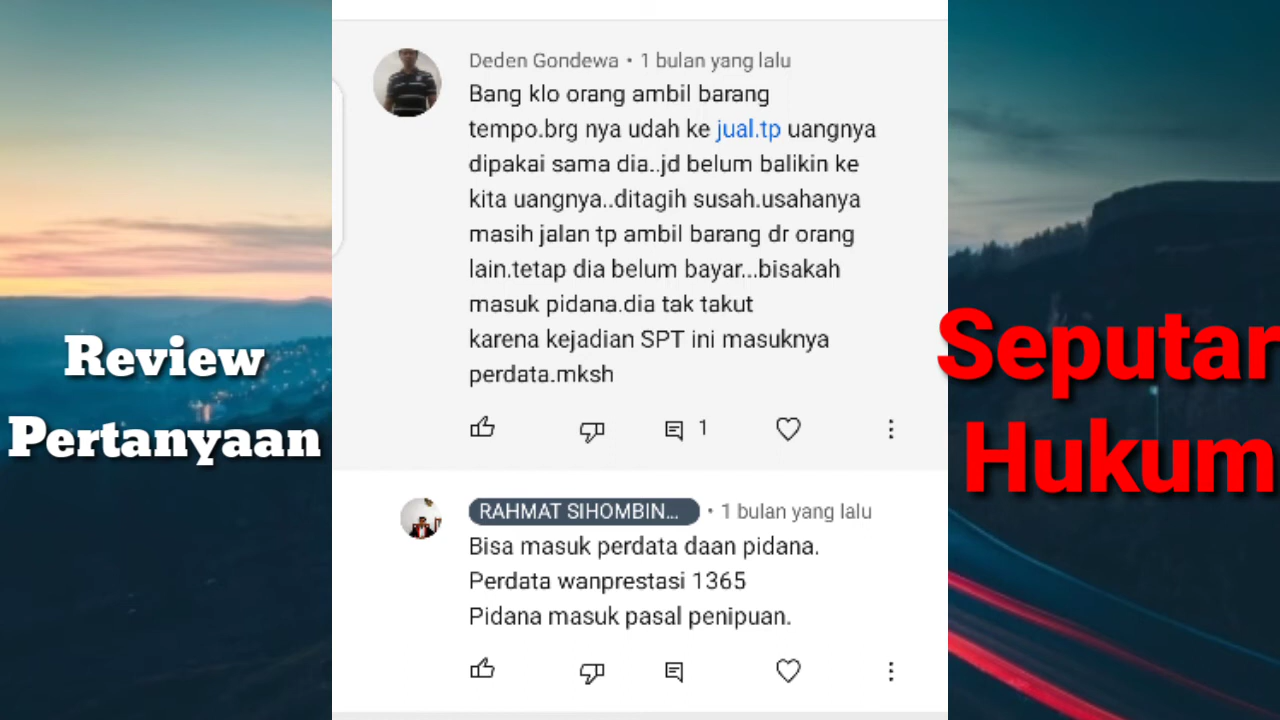 Review
Pertanyaan
Deden Gondewa • 1 bulan yang lalu
Bang klo orang ambil barang
tempo.brg nya udah ke jual.tp uangnya
dipakai sama dia..jd belum balikin ke
kita uangnya..ditagih susah.usahanya
masih jalan tp ambil barang dr orang
lain.tetap dia belum bayar...bisakah
masuk pidana.dia tak takut
karena kejadian SPT ini masuknya
perdata.mksh
1
RAHMAT SIHOMBIN... • 1 bulan yang lalu
Bisa masuk perdata daan pidana.
Perdata wanprestasi 1365
Pidana masuk pasal penipuan.
Seputar
Hukum